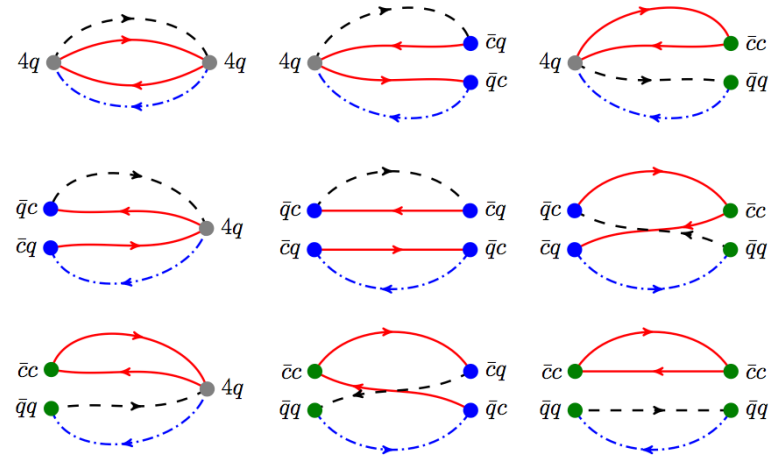 4q 4q
4q c̄q
q̄c
4q c̄c
q̄q
q̄c
c̄q 4q
q̄c c̄q
c̄q q̄c
q̄c c̄c
c̄q q̄q
c̄c
q̄q 4q
c̄c c̄q
q̄q q̄c
c̄c c̄c
q̄q q̄q